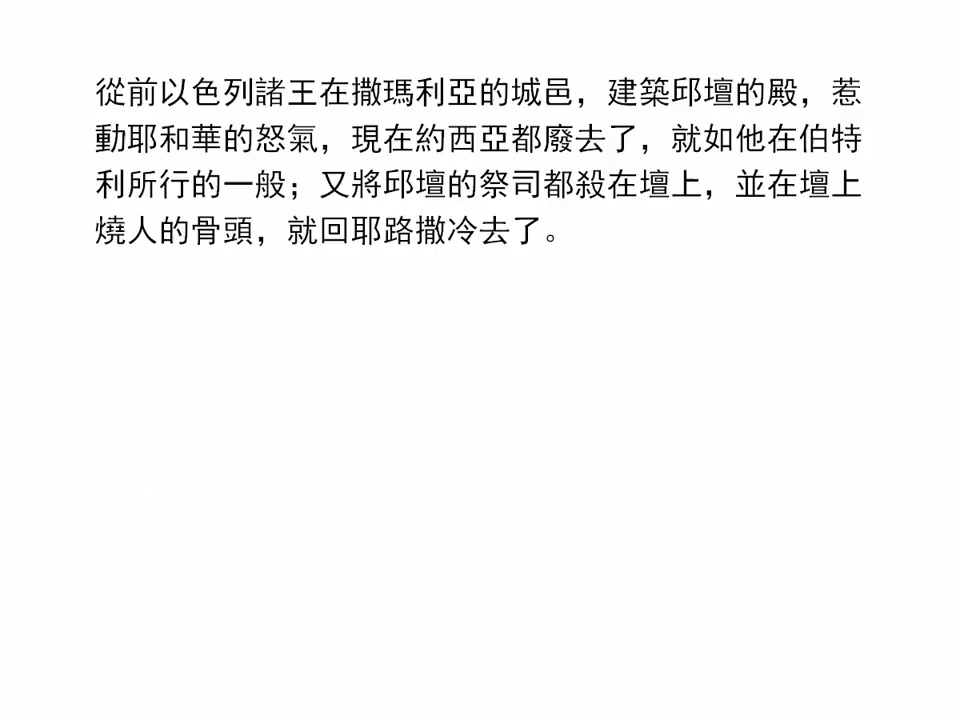 從前以色列諸王在撒瑪利亞的城邑，建築邱壇的殿，惹
動耶和華的怒氣，現在約西亞都廢去了，就如他在伯特
利所行的一般；又將邱壇的祭司都殺在壇上，並在壇上
燒人的骨頭，就回耶路撒冷去了。